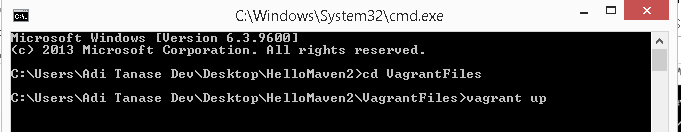 C:\Windows\System32\cmd.exe
Microsoft Windows [Version 6.3.9600]
(c) 2013 Microsoft Corporation. All rights reserved.
C:\Users\Adi Tanase Dev\Desktop\HelloMaven2>cd VagrantFiles
C:\Users\Adi Tanase Dev\Desktop\HelloMaven2\VagrantFiles>vagrant up